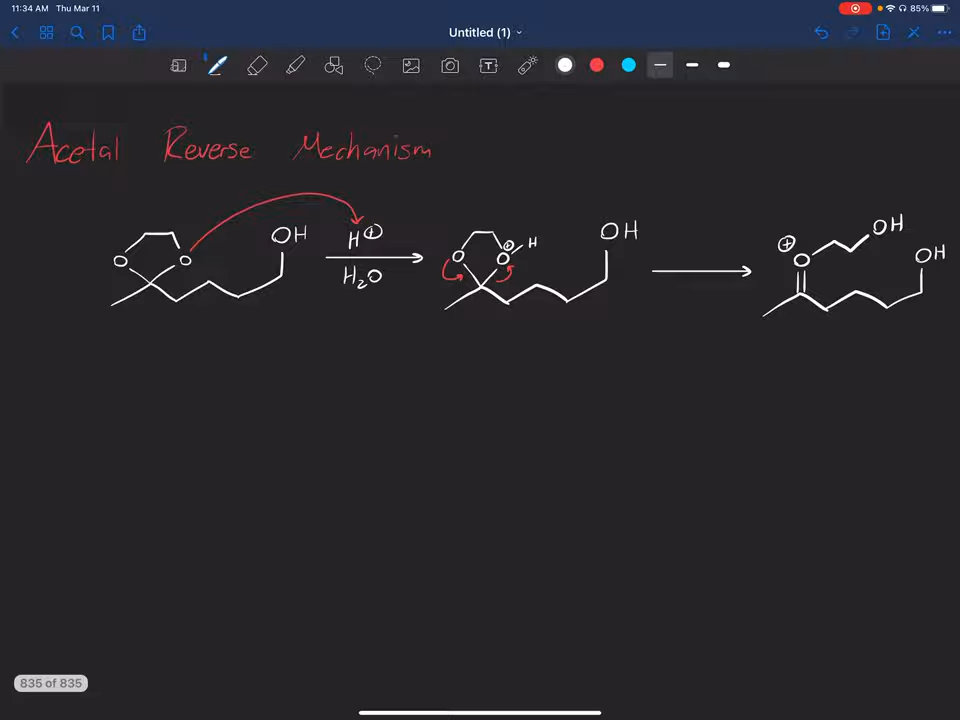 11:34 AM Thu Mar 11
85%
Untitled (1)
T
Acetal Reverse Mechanism
OH
H⊕
O
O
H₂O
OH
⊕
H
O
O
⊕
OH
OH
O
835 of 835